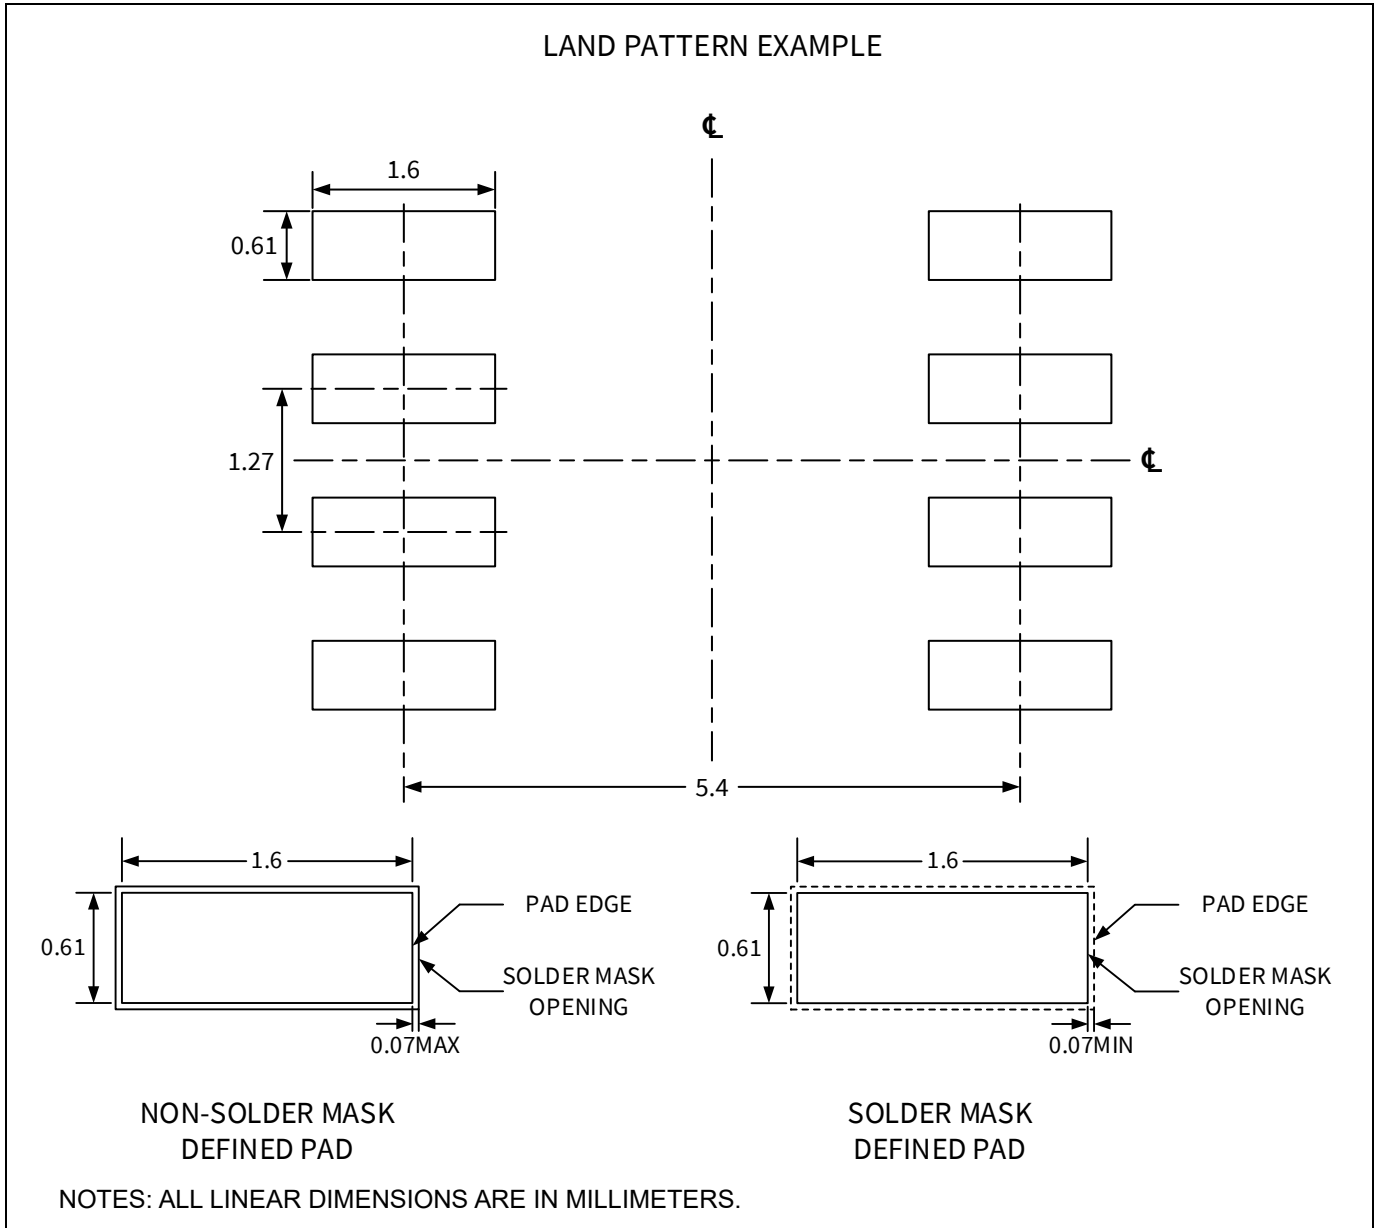 LAND PATTERN EXAMPLE
℄
1.6
0.61
1.27
℄
5.4
1.6
1.6
PAD EDGE
PAD EDGE
0.61
0.61
SOLDER MASK
OPENING
SOLDER MASK
OPENING
0.07MAX
0.07MIN
NON-SOLDER MASK
DEFINED PAD
SOLDER MASK
DEFINED PAD
NOTES: ALL LINEAR DIMENSIONS ARE IN MILLIMETERS.